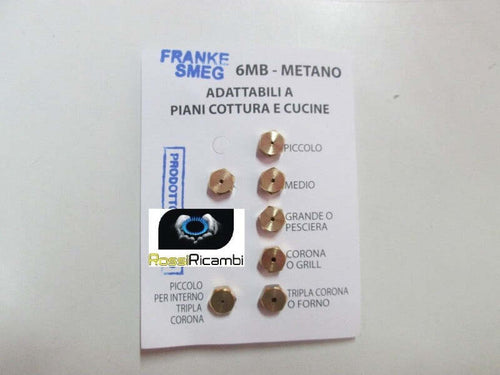 FRANKE
SMEG
6MB - METANO
ADATTABILI A
PIANI COTTURA E CUCINE
PICCOLO
MEDIO
GRANDE O
PESCIERA
CORONA
O GRILL
TRIPLA CORONA
O FORNO
PRODOTTO
RossiRicambi
PICCOLO
PER INTERNO
TRIPLA
CORONA